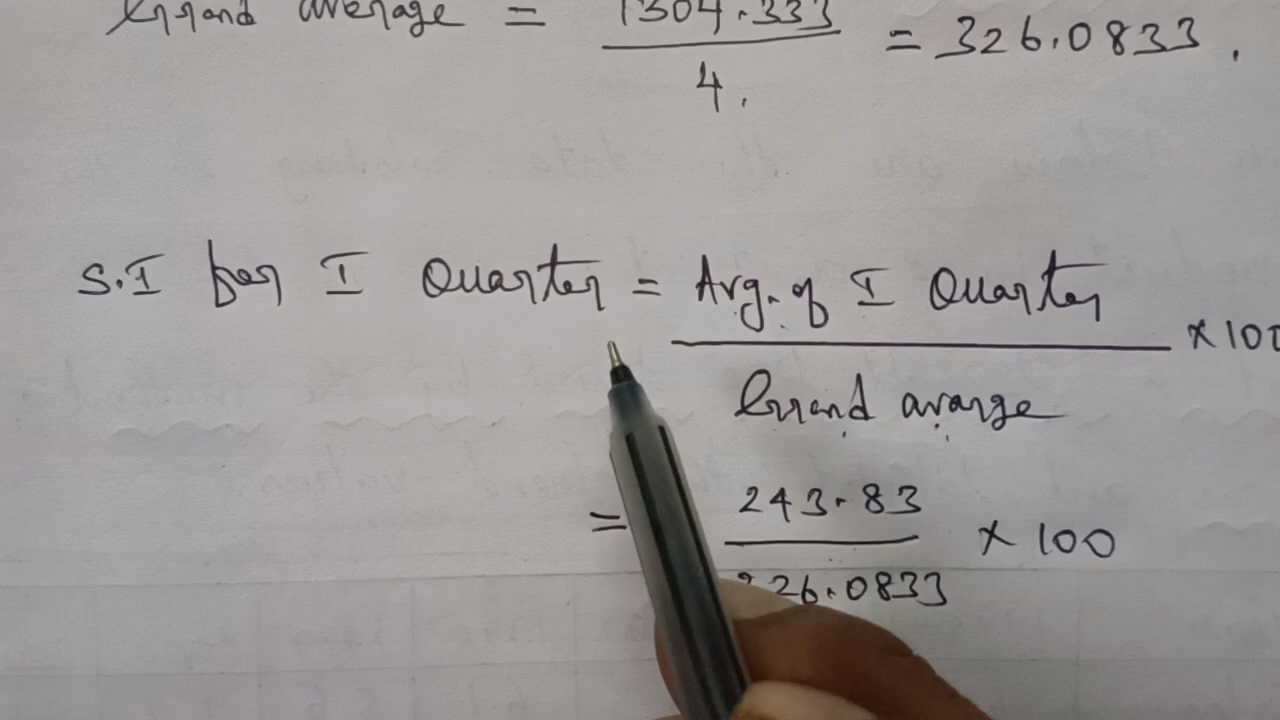 Grand average = 1304.333 / 4. = 326.0833.
S.I for I Quarter = Avg. of I Quarter / Grand avarge × 100
= 243.83 / 326.0833 × 100